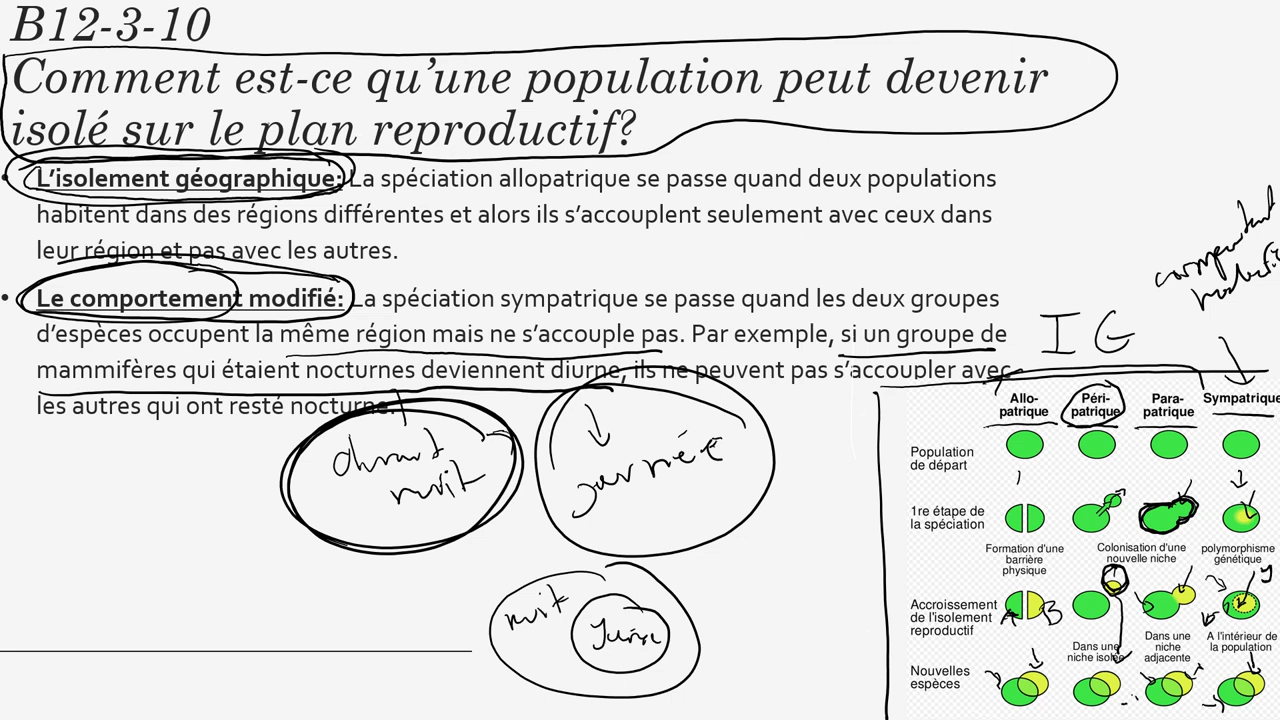 B12-3-10
Comment est-ce qu'une population peut devenir
isolé sur le plan reproductif?
• L'isolement géographique: La spéciation allopatrique se passe quand deux populations
habitent dans des régions différentes et alors ils s'accouplent seulement avec ceux dans
leur région et pas avec les autres.
• Le comportement modifié: La spéciation sympatrique se passe quand les deux groupes
d'espèces occupent la même région mais ne s'accouple pas. Par exemple, si un groupe de
mammifères qui étaient nocturnes deviennent diurne, ils ne peuvent pas s'accoupler avec
les autres qui ont resté nocturne.
nuit
journée
nuit
I G
Allo-
patrique
Péri-
patrique
Para-
patrique
Sympatrique
Population
de départ
1re étape de
la spéciation
Formation d'une
barrière
physique
Colonisation d'une
nouvelle niche
polymorphisme
génétique
Accroissement
de l'isolement
reproductif
A B
Dans une
niche isolée
Dans une
niche
adjacente
A l'intérieur de
la population
Nouvelles
espèces